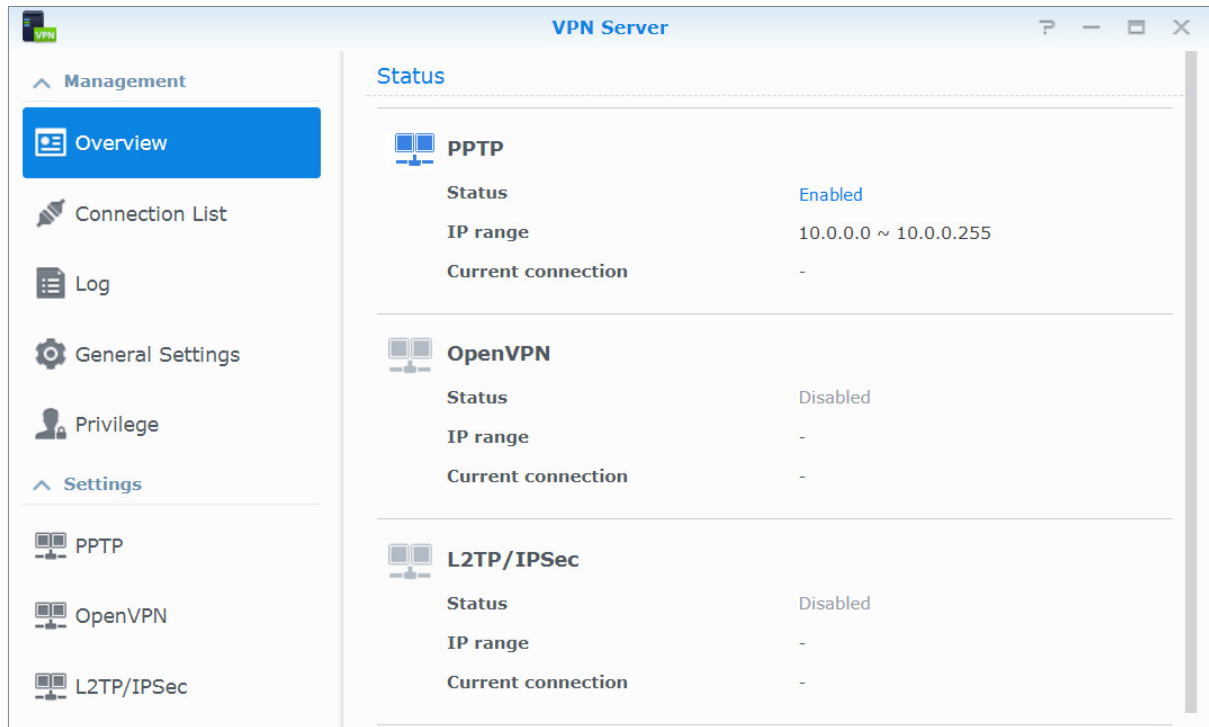 VPN
VPN Server
Management
Overview
Connection List
Log
General Settings
Privilege
Settings
PPTP
OpenVPN
L2TP/IPSec
Status
PPTP
Status Enabled
IP range 10.0.0.0 ~ 10.0.0.255
Current connection -
OpenVPN
Status Disabled
IP range -
Current connection -
L2TP/IPSec
Status Disabled
IP range -
Current connection -